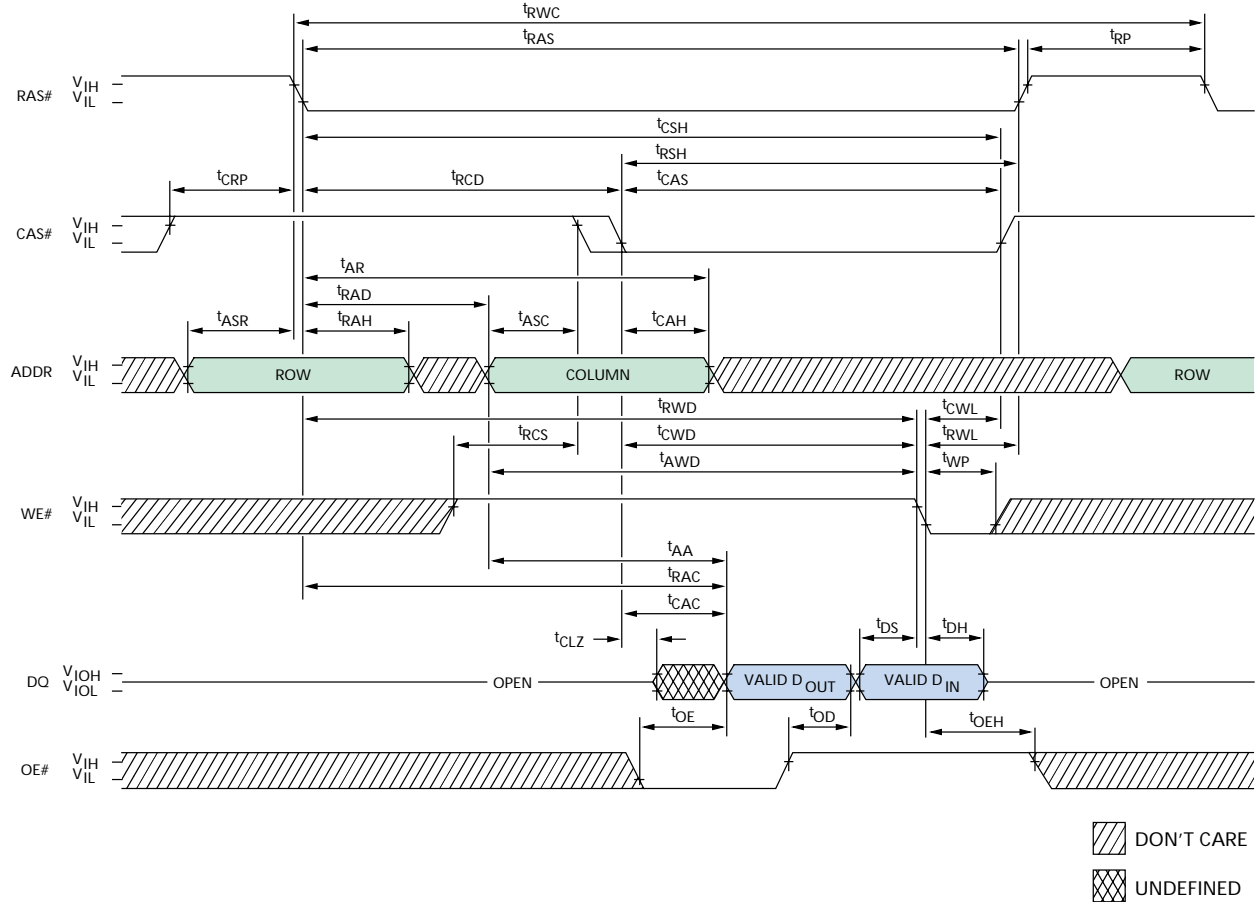 tRWC
tRAS
tRP
RAS# VIH
VIL
tCSH
tRSH
tCRP tRCD tCAS
CAS# VIH
VIL
tAR
tRAD
tASR tRAH tASC tCAH
ADDR VIH
VIL
ROW COLUMN ROW
tRWD tCWL
tRCS tCWD tRWL
tAWD tWP
WE# VIH
VIL
tAA
tRAC
tCAC
tCLZ tDS tDH
DQ VIOH
VIOL
OPEN VALID DOUT VALID DIN OPEN
tOE tOD tOEH
OE# VIH
VIL
DON'T CARE
UNDEFINED